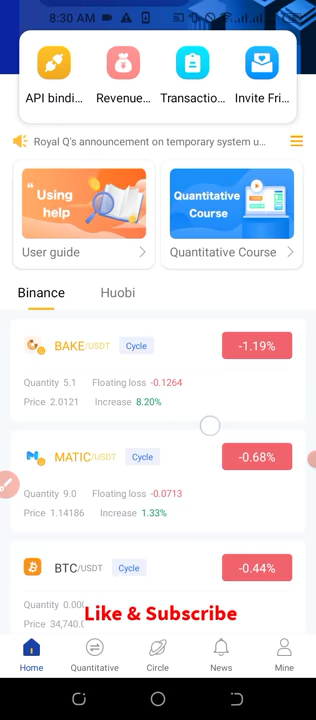 8:30 AM
API bindi...
Revenue...
Transactio...
Invite Fri...
Royal Q's announcement on temporary system u...
Using
help
Quantitative
Course
User guide
Quantitative Course
Binance
Huobi
BAKE/USDT
Cycle
-1.19%
Quantity 5.1
Floating loss -0.1264
Price 2.0121
Increase 8.20%
MATIC/USDT
Cycle
-0.68%
Quantity 9.0
Floating loss -0.0713
Price 1.14186
Increase 1.33%
BTC/USDT
Cycle
-0.44%
Quantity
Price 34,740.
Like & Subscribe
Home
Quantitative
Circle
News
Mine